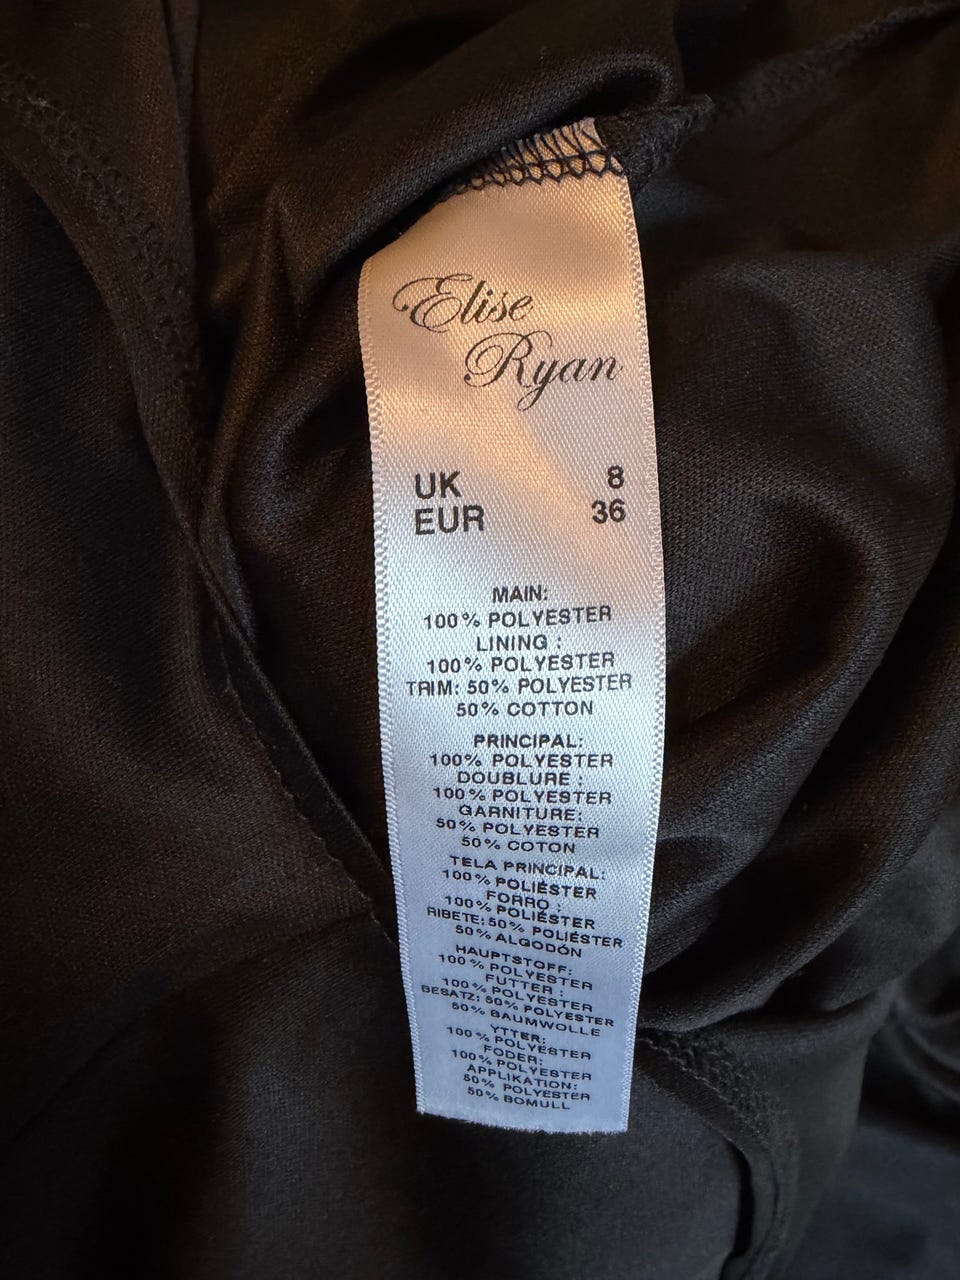 Elise
Ryan
UK 8
EUR 36
MAIN:
100% POLYESTER
LINING :
100% POLYESTER
TRIM: 50% POLYESTER
50% COTTON
PRINCIPAL:
100% POLYESTER
DOUBLURE :
100% POLYESTER
GARNITURE:
50% POLYESTER
50% COTON
TELA PRINCIPAL:
100% POLIÉSTER
FORRO :
100% POLIÉSTER
RIBETE: 50% POLIÉSTER
50% ALGODÓN
HAUPTSTOFF:
100% POLYESTER
FUTTER :
100% POLYESTER
BESATZ: 50% POLYESTER
50% BAUMWOLLE
YTTER:
100% POLYESTER
FODER:
100% POLYESTER
APPLIKATION:
50% POLYESTER
50% BOMULL